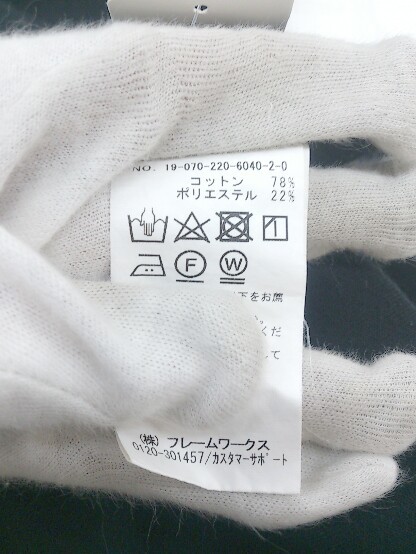 NO. 19-070-220-6040-2-0
コットン 78%
ポリエステル 22%
F W
下をお席
くだ
して
(株) フレームワークス
0120-301457/カスタマーサポート